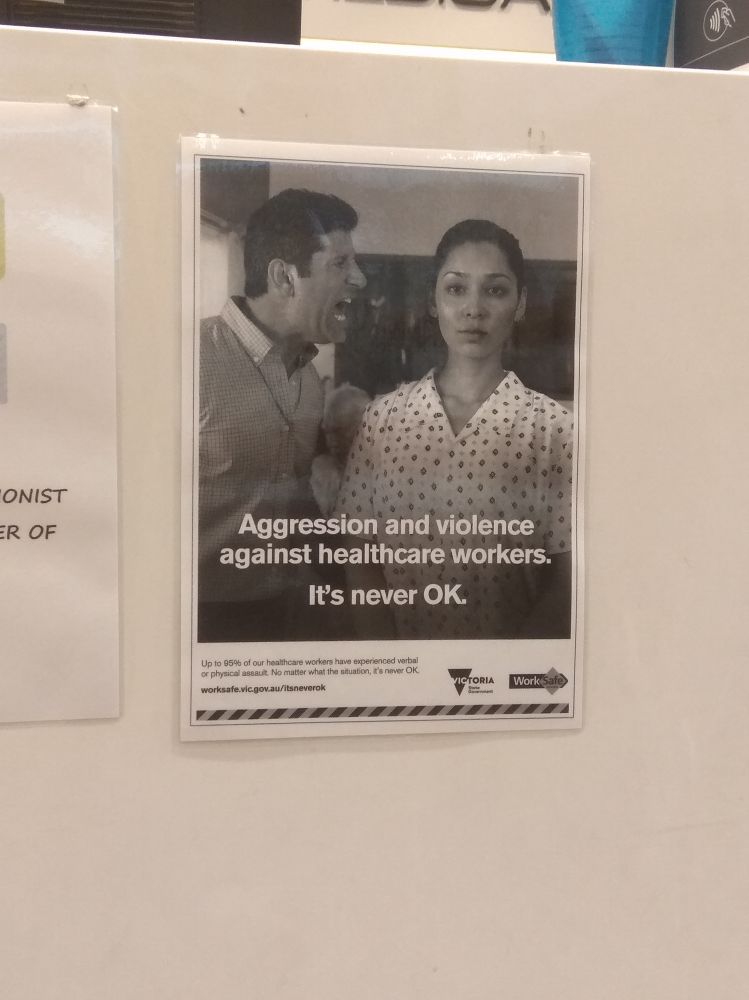 IONIST
ER OF
Aggression and violence
against healthcare workers.
It's never OK.
Up to 95% of our healthcare workers have experienced verbal
or physical assault. No matter what the situation, it's never OK.
worksafe.vic.gov.au/itsneverok
VICTORIA
State
Government
WorkSafe